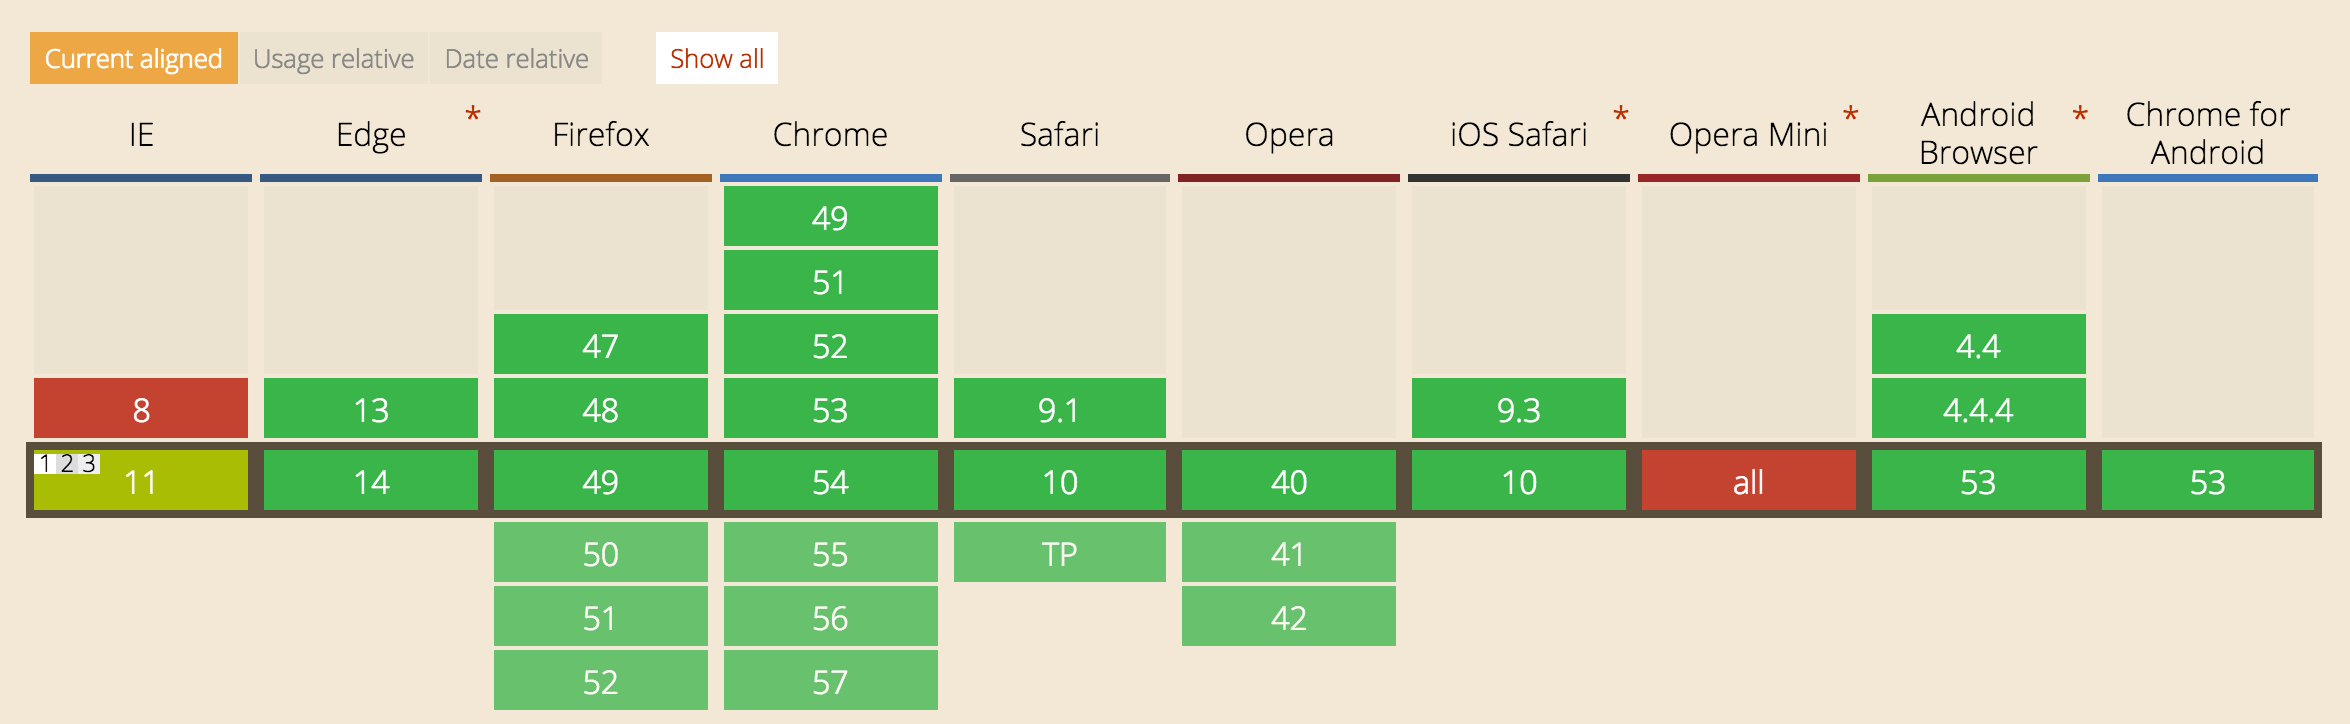 Current aligned Usage relative Date relative Show all
IE Edge * Firefox Chrome Safari Opera iOS Safari * Opera Mini * Android Browser * Chrome for Android
49
51
47 52 4.4
8 13 48 53 9.1 9.3 4.4.4
1 2 3 11 14 49 54 10 40 10 all 53 53
50 55 TP 41
51 56 42
52 57